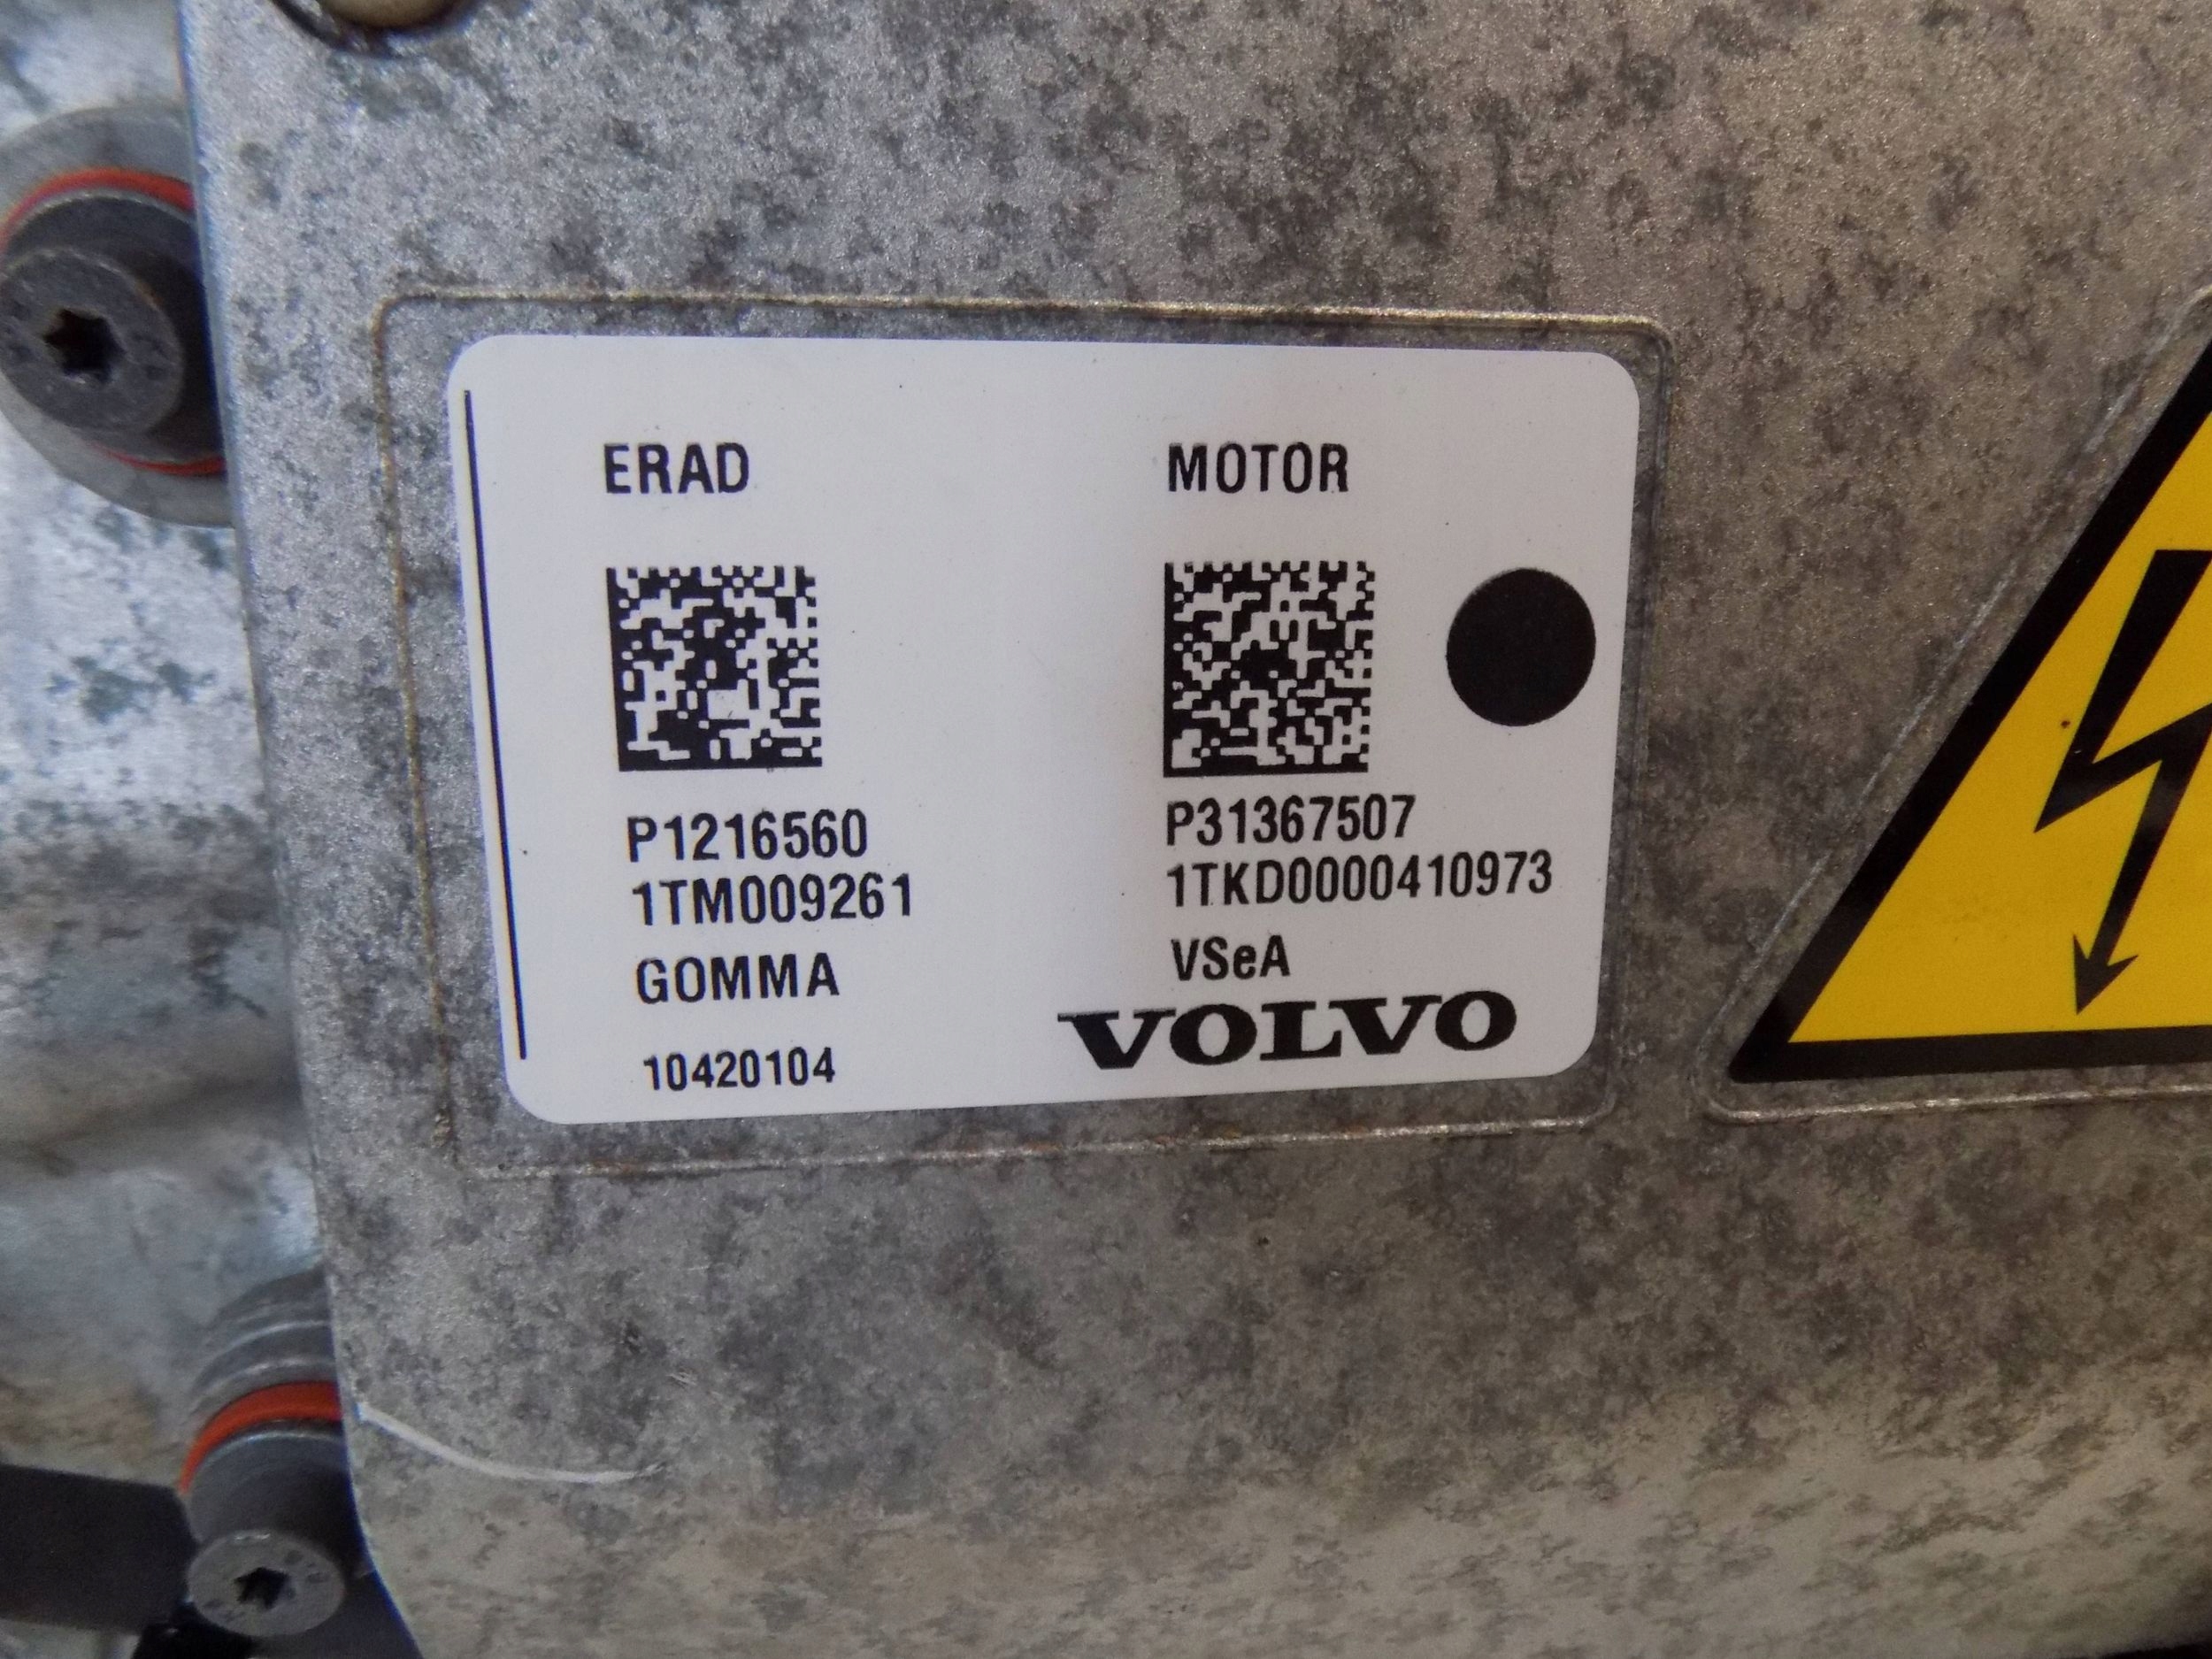 ERAD
P1216560
1TM009261
GOMMA
10420104
MOTOR
P31367507
1TKD0000410973
VSeA
VOLVO